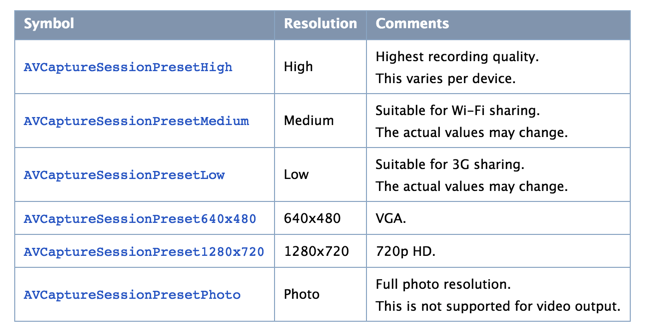 Symbol Resolution Comments
AVCaptureSessionPresetHigh High Highest recording quality.
This varies per device.
AVCaptureSessionPresetMedium Medium Suitable for Wi-Fi sharing.
The actual values may change.
AVCaptureSessionPresetLow Low Suitable for 3G sharing.
The actual values may change.
AVCaptureSessionPreset640x480 640x480 VGA.
AVCaptureSessionPreset1280x720 1280x720 720p HD.
AVCaptureSessionPresetPhoto Photo Full photo resolution.
This is not supported for video output.